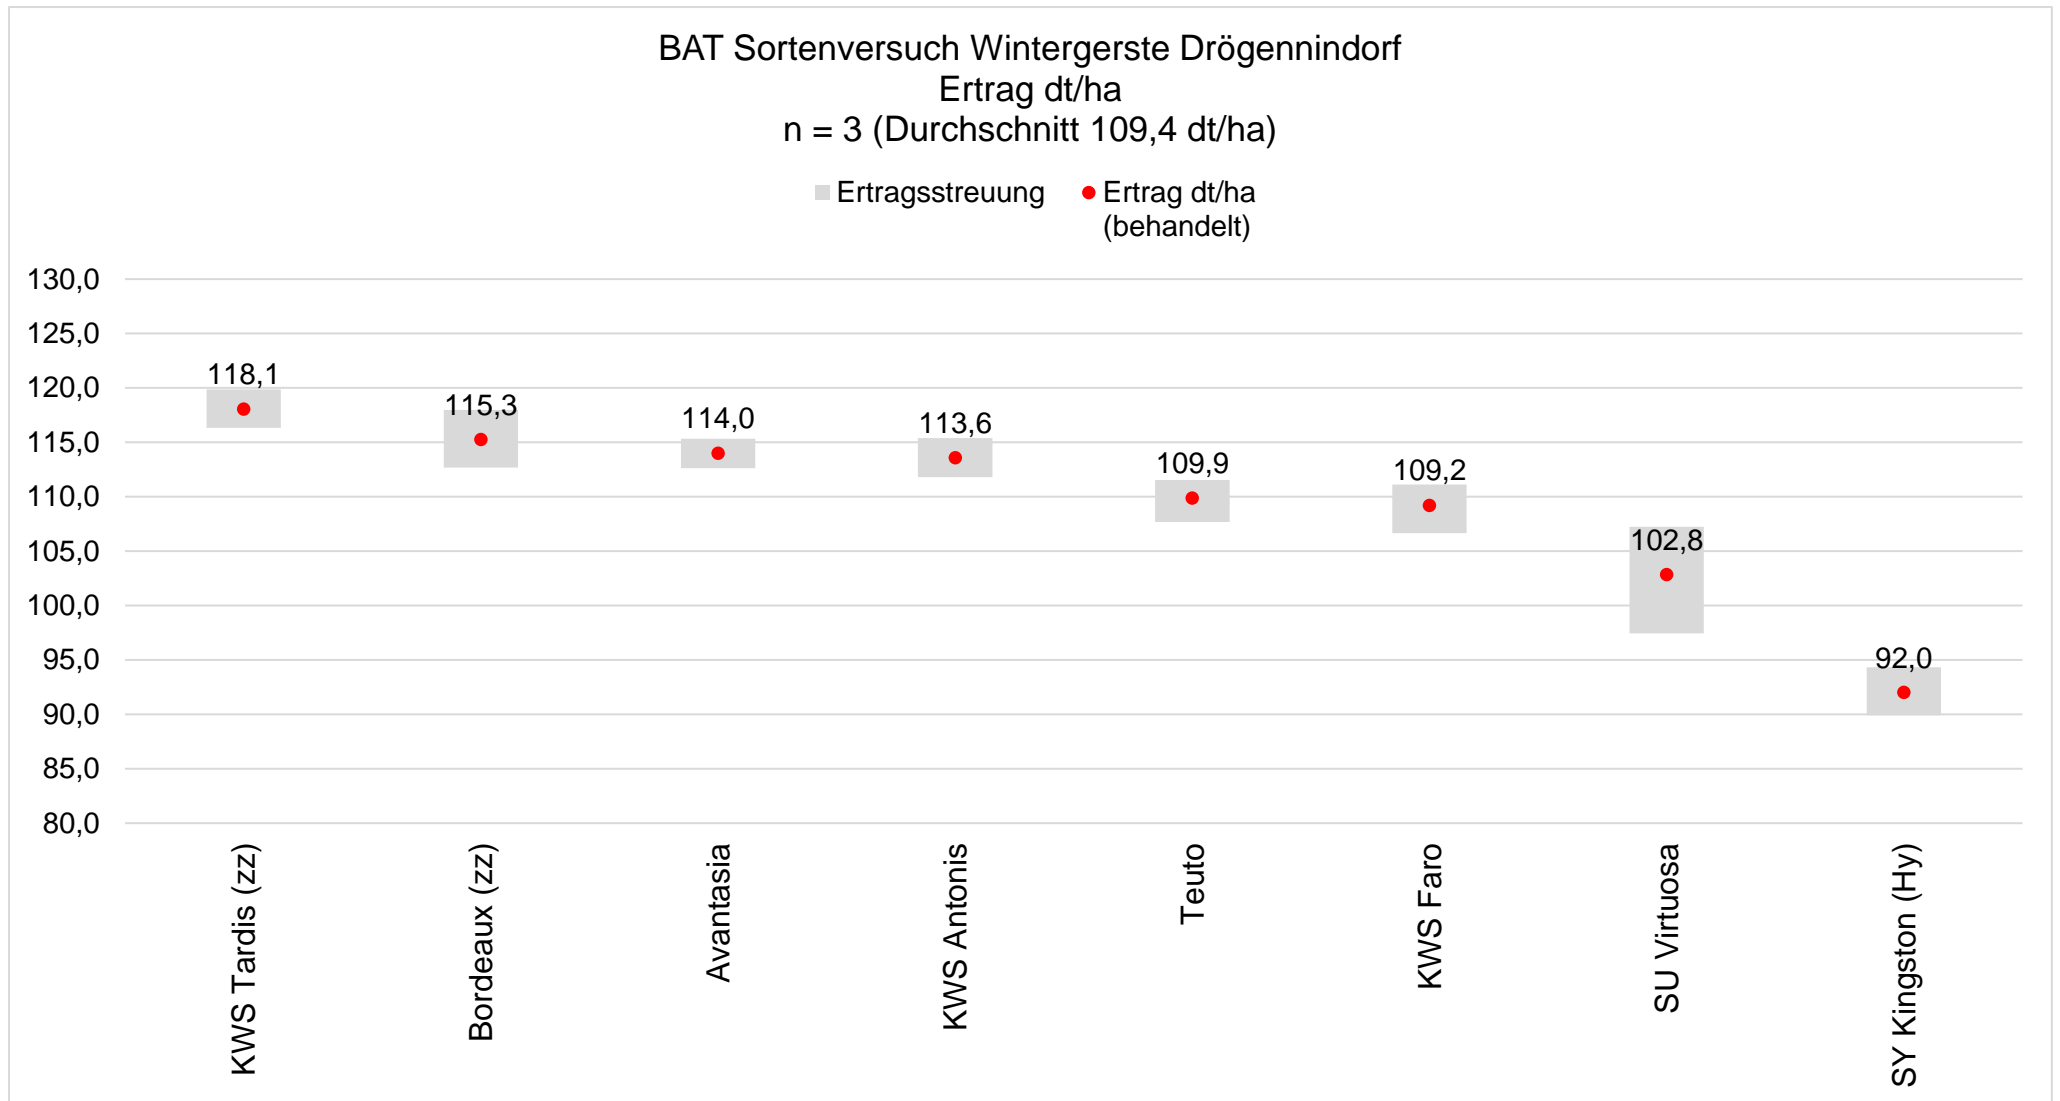 BAT Sortenversuch Wintergerste Drögennindorf
Ertrag dt/ha
n = 3 (Durchschnitt 109,4 dt/ha)
Ertragsstreuung
Ertrag dt/ha
(behandelt)
130,0
125,0
120,0
115,0
110,0
105,0
100,0
95,0
90,0
85,0
80,0
118,1
115,3
114,0
113,6
109,9
109,2
102,8
92,0
KWS Tardis (zz)
Bordeaux (zz)
Avantasia
KWS Antonis
Teuto
KWS Faro
SU Virtuosa
SY Kingston (Hy)